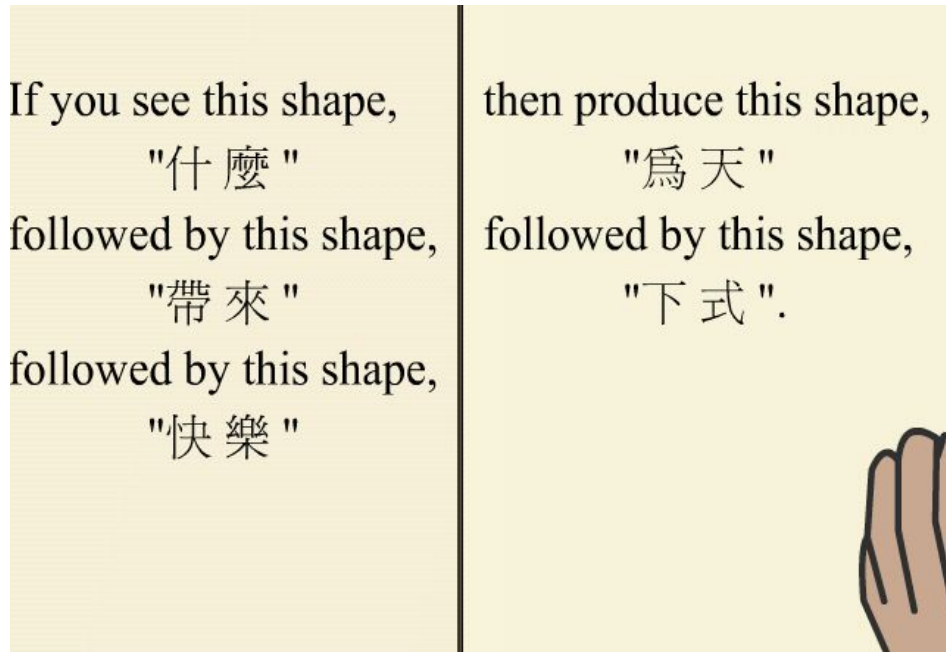 If you see this shape,
"什 麼 "
followed by this shape,
"帶 來 "
followed by this shape,
"快 樂 "
then produce this shape,
"爲 天 "
followed by this shape,
"下 式 ".